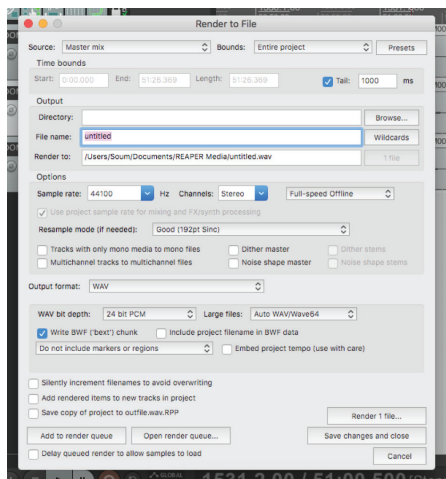 Render to File
Source: Master mix Bounds: Entire project Presets
Time bounds
Start: 0:00.000 End: 51:26.369 Length: 51:26.369 Tail: 1000 ms
Output
Directory: Browse...
File name: untitled Wildcards
Render to: /Users/Soum/Documents/REAPER Media/untitled.wav 1 file
Options
Sample rate: 44100 Hz Channels: Stereo Full-speed Offline
Use project sample rate for mixing and FX/synth processing
Resample mode (if needed): Good (192pt Sinc)
Tracks with only mono media to mono files Dither master Dither stems
Multichannel tracks to multichannel files Noise shape master Noise shape stems
Output format: WAV
WAV bit depth: 24 bit PCM Large files: Auto WAV/Wave64
Write BWF ('bext') chunk Include project filename in BWF data
Do not include markers or regions Embed project tempo (use with care)
Silently increment filenames to avoid overwriting
Add rendered items to new tracks in project
Save copy of project to outfile.wav.RPP
Render 1 file...
Add to render queue Open render queue... Save changes and close
Delay queued render to allow samples to load Cancel
GLOBAL